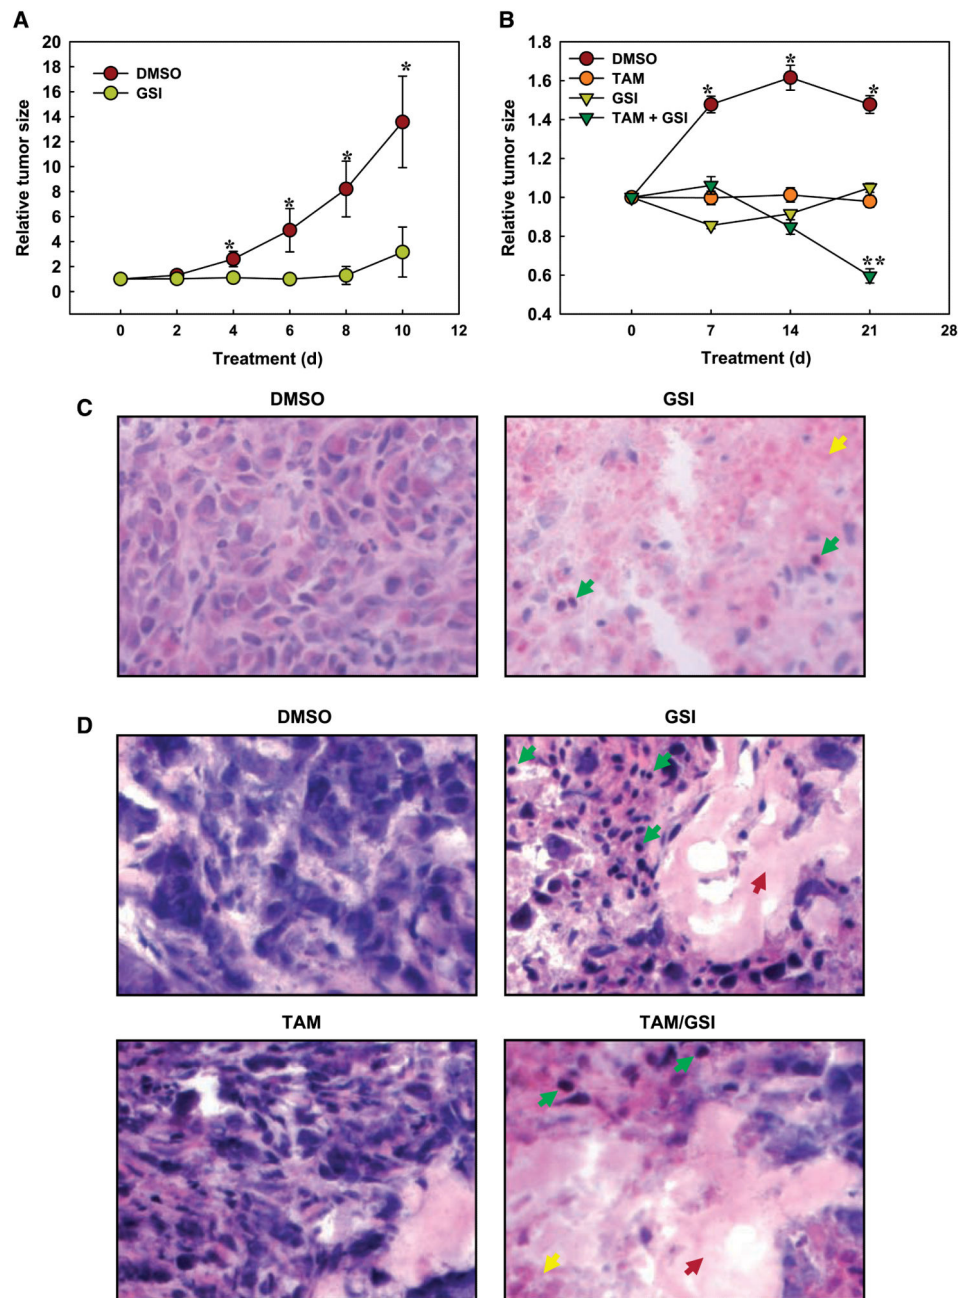 A
B
20
18
16
14
12
10
8
6
4
2
0
Relative tumor size
DMSO
GSI
*
*
*
*
0 2 4 6 8 10 12
Treatment (d)
1.8
1.6
1.4
1.2
1.0
0.8
0.6
0.4
Relative tumor size
DMSO
TAM
GSI
TAM + GSI
*
*
*
**
0 7 14 21 28
Treatment (d)
C
DMSO GSI
D
DMSO GSI
TAM TAM/GSI